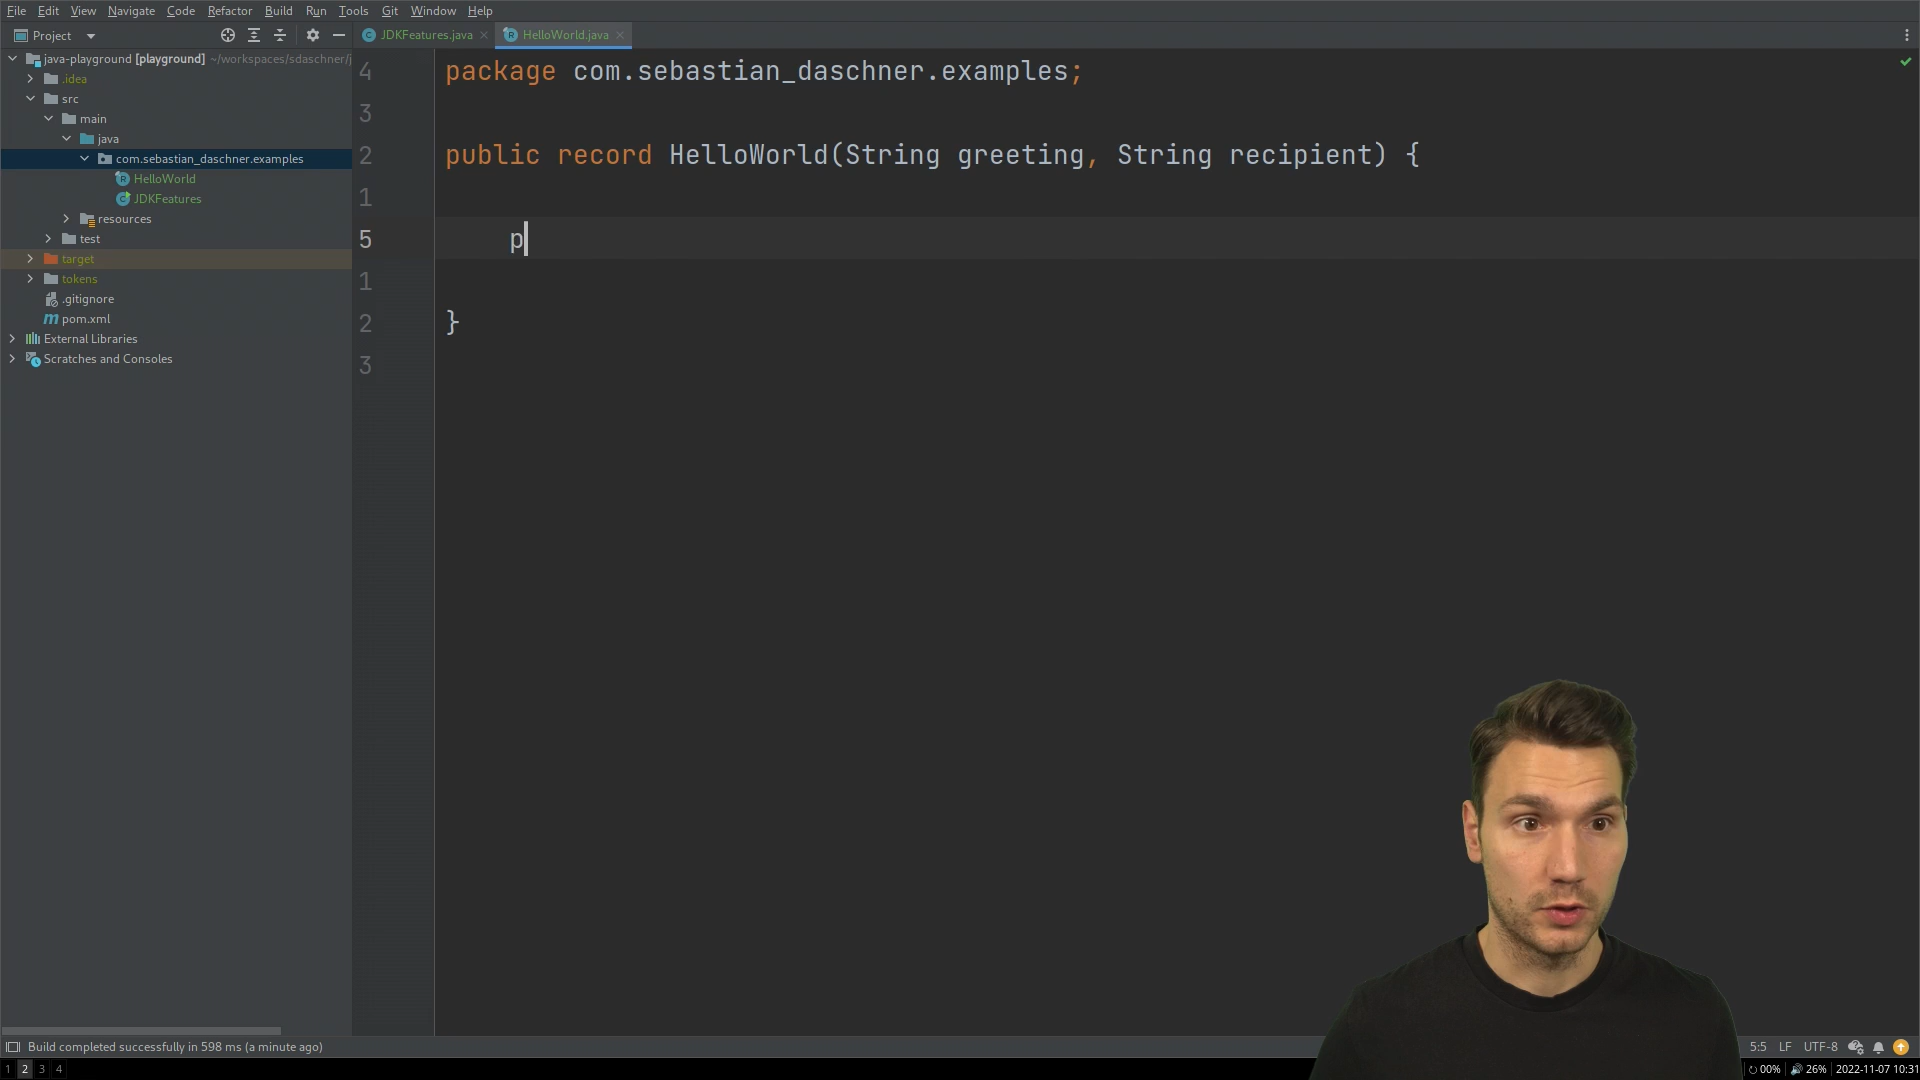 File Edit View Navigate Code Refactor Build Run Tools Git Window Help
Project
JDKFeatures.java
HelloWorld.java
java-playground [playground] ~/workspaces/sdaschner/j
.idea
src
main
java
com.sebastian_daschner.examples
HelloWorld
JDKFeatures
resources
test
target
tokens
.gitignore
pom.xml
External Libraries
Scratches and Consoles
4 package com.sebastian_daschner.examples;
3
2 public record HelloWorld(String greeting, String recipient) {
1
5 p
1
2 }
3
Build completed successfully in 598 ms (a minute ago)
5:5 LF UTF-8
1 2 3 4
00% 26% 2022-11-07 10:31